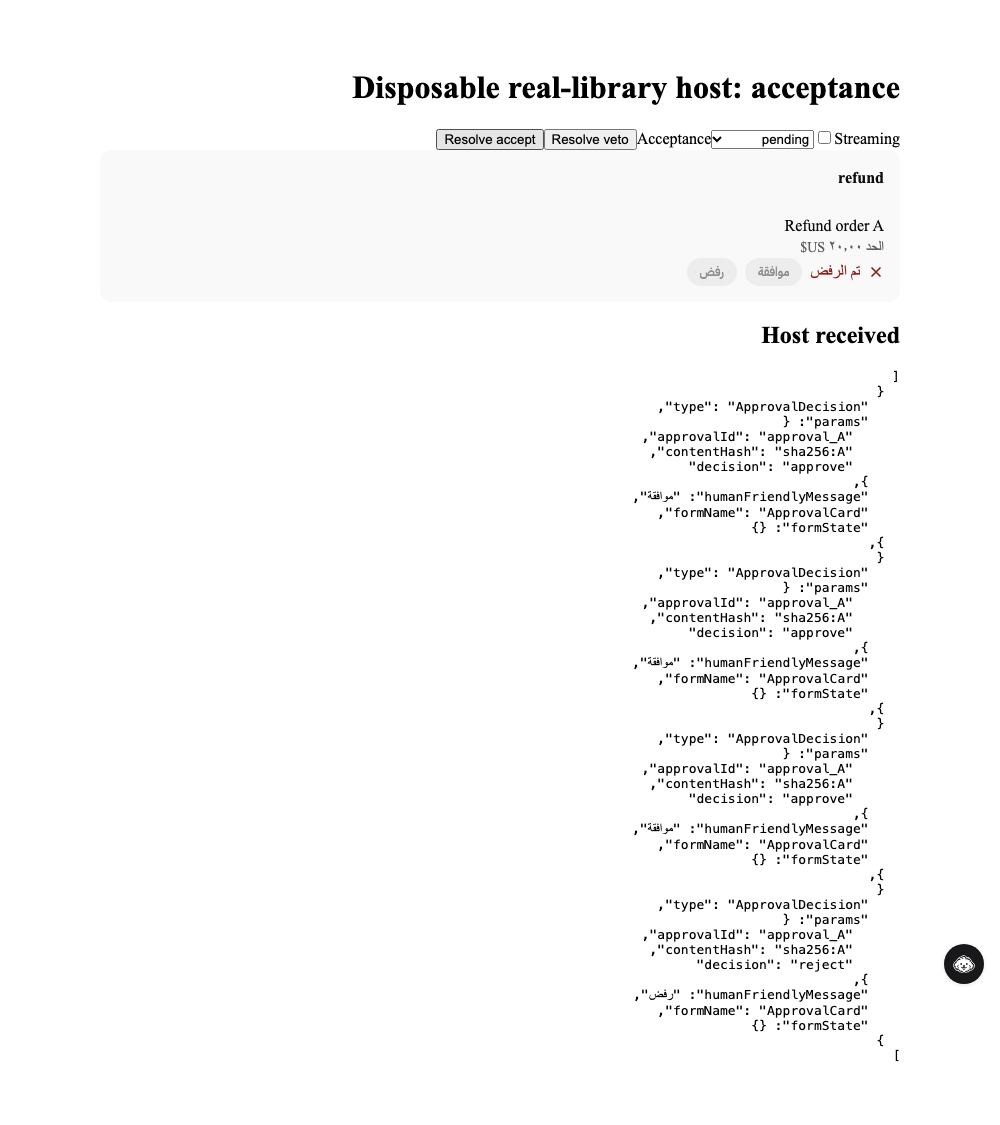 Disposable real-library host: acceptance
Streaming pending Acceptance Resolve veto Resolve accept
refund
Refund order A
الحد ٢٠٫٠٠ US$
✕ تم الرفض موافقة رفض
Host received
[
{
"type": "ApprovalDecision",
"params": {
"approvalId": "approval_A",
"contentHash": "sha256:A",
"decision": "approve"
},
"humanFriendlyMessage": "موافقة",
"formName": "ApprovalCard",
"formState": {}
},
{
"type": "ApprovalDecision",
"params": {
"approvalId": "approval_A",
"contentHash": "sha256:A",
"decision": "approve"
},
"humanFriendlyMessage": "موافقة",
"formName": "ApprovalCard",
"formState": {}
},
{
"type": "ApprovalDecision",
"params": {
"approvalId": "approval_A",
"contentHash": "sha256:A",
"decision": "approve"
},
"humanFriendlyMessage": "موافقة",
"formName": "ApprovalCard",
"formState": {}
},
{
"type": "ApprovalDecision",
"params": {
"approvalId": "approval_A",
"contentHash": "sha256:A",
"decision": "reject"
},
"humanFriendlyMessage": "رفض",
"formName": "ApprovalCard",
"formState": {}
}
]